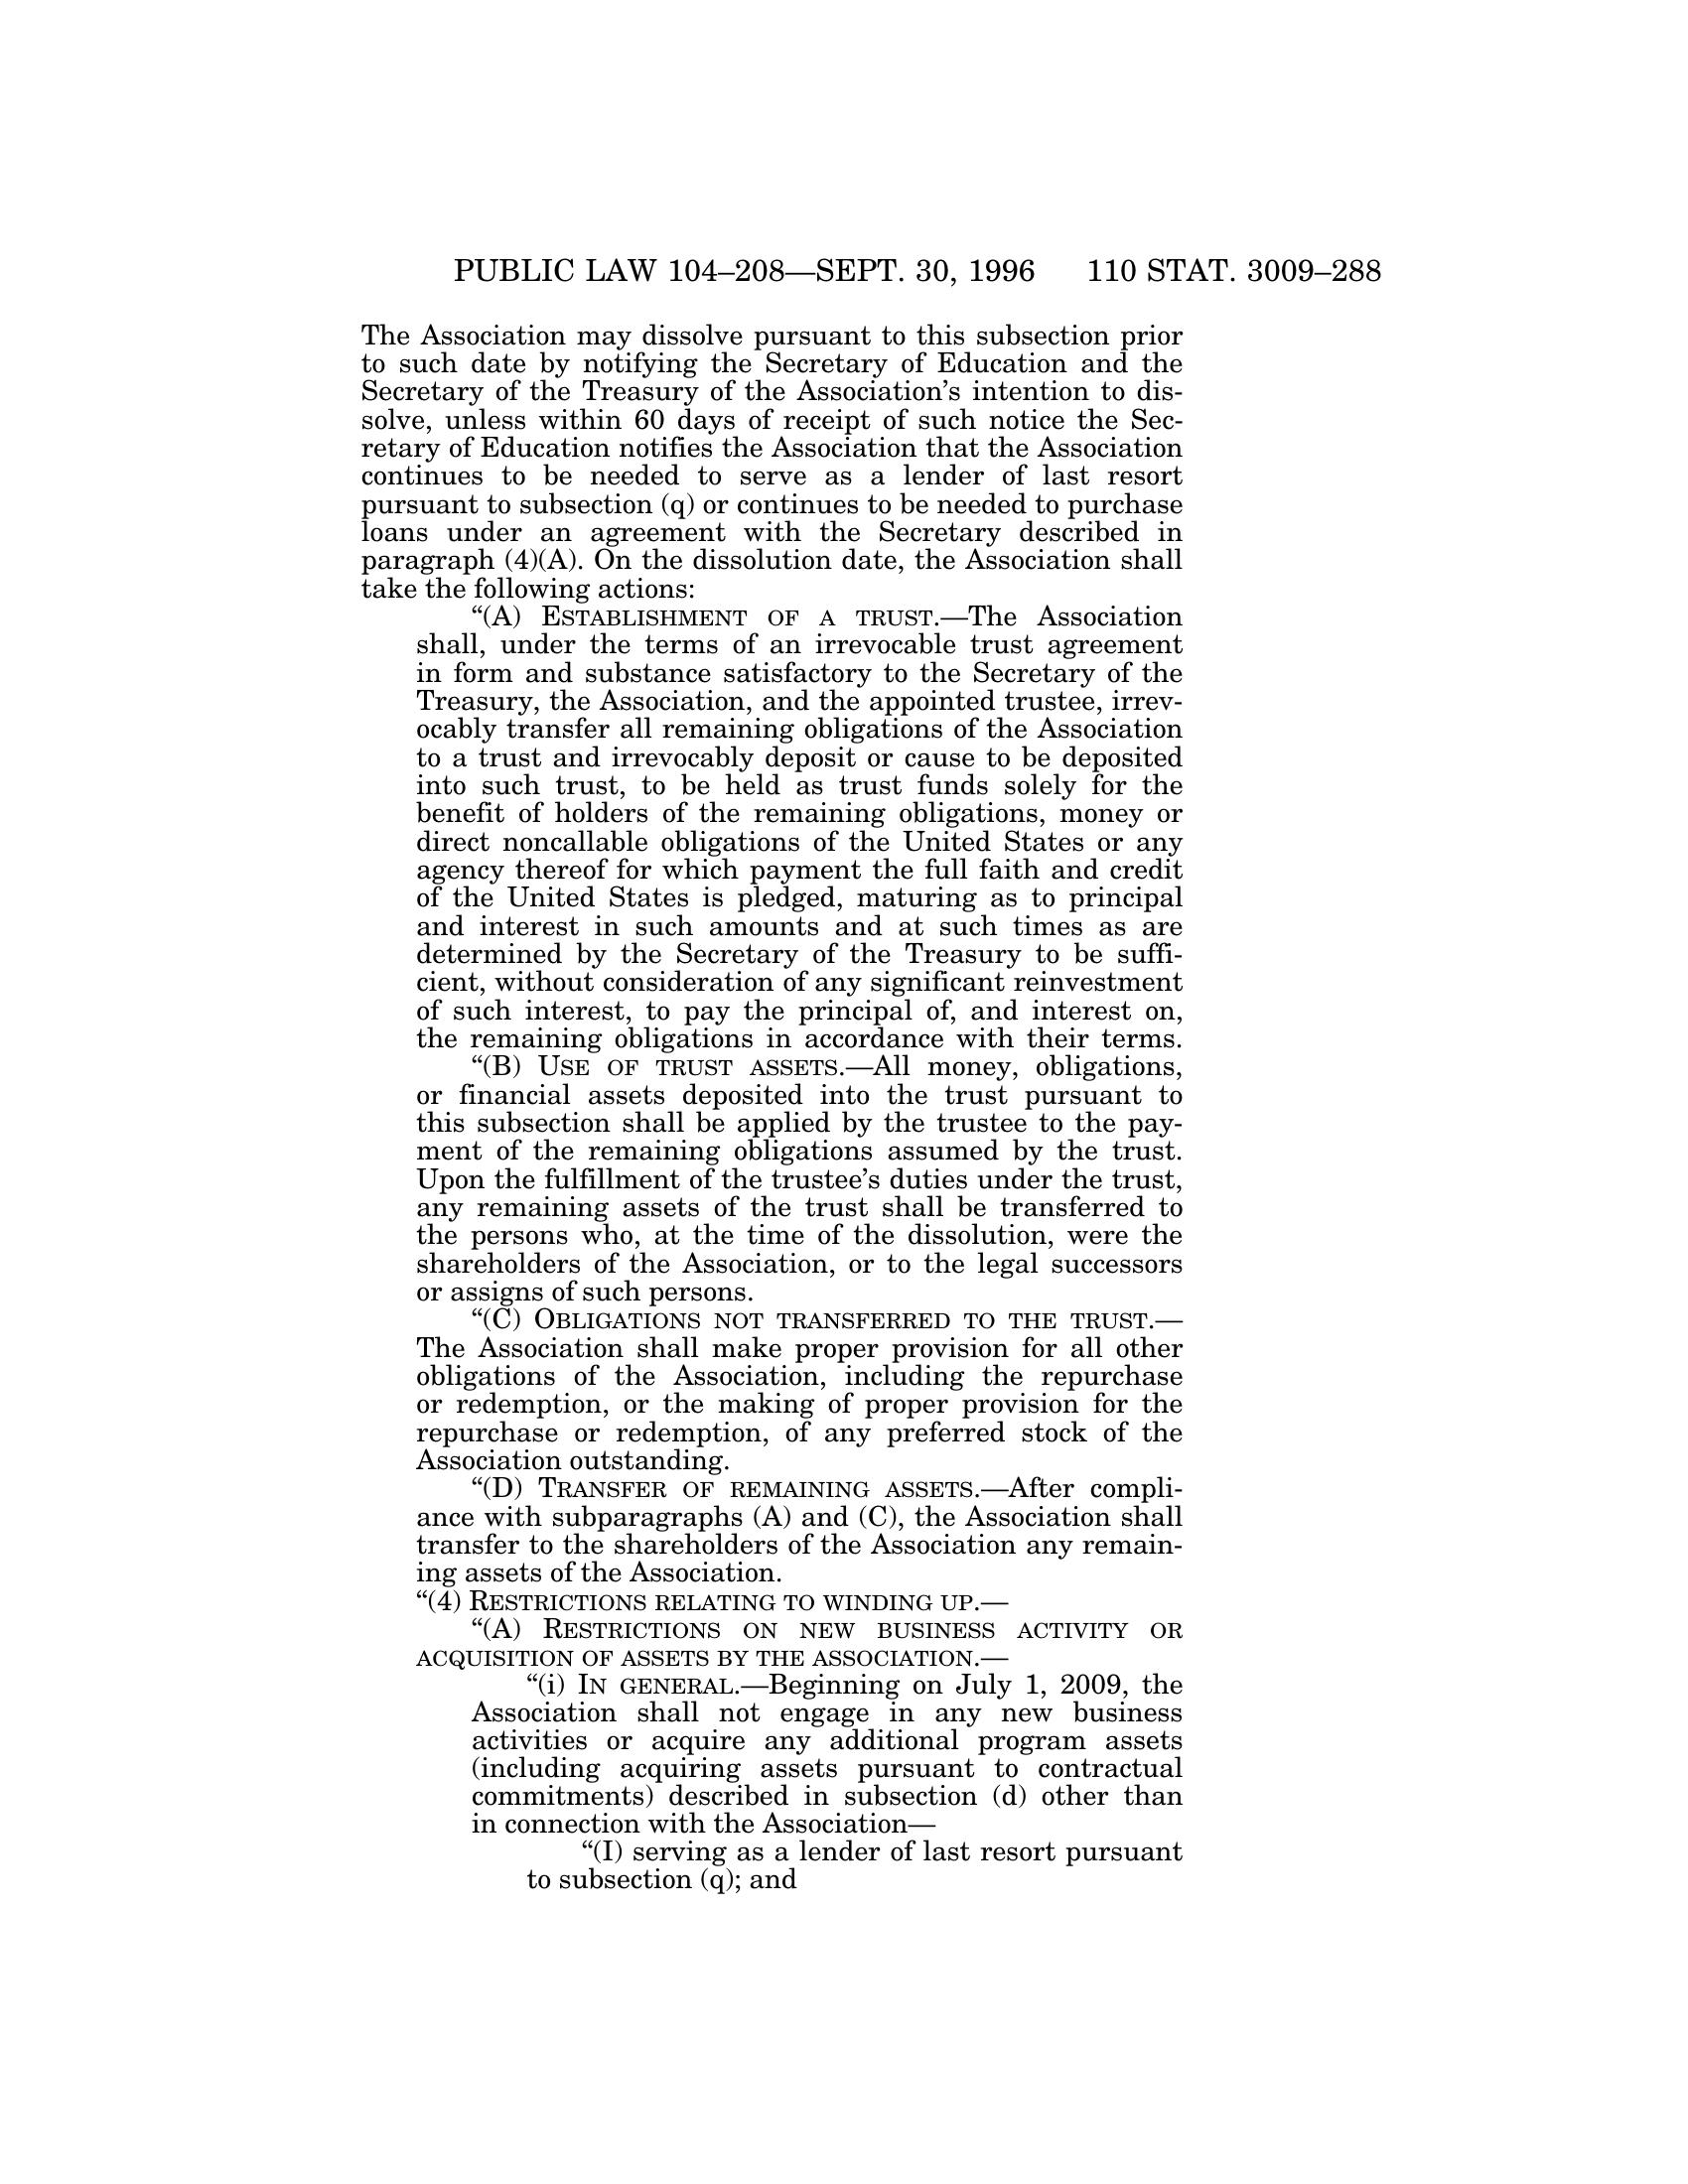 PUBLIC LAW 104–208—SEPT. 30, 1996 110 STAT. 3009–288
The Association may dissolve pursuant to this subsection prior
to such date by notifying the Secretary of Education and the
Secretary of the Treasury of the Association’s intention to dis-
solve, unless within 60 days of receipt of such notice the Sec-
retary of Education notifies the Association that the Association
continues to be needed to serve as a lender of last resort
pursuant to subsection (q) or continues to be needed to purchase
loans under an agreement with the Secretary described in
paragraph (4)(A). On the dissolution date, the Association shall
take the following actions:
“(A) ESTABLISHMENT OF A TRUST.—The Association
shall, under the terms of an irrevocable trust agreement
in form and substance satisfactory to the Secretary of the
Treasury, the Association, and the appointed trustee, irrev-
ocably transfer all remaining obligations of the Association
to a trust and irrevocably deposit or cause to be deposited
into such trust, to be held as trust funds solely for the
benefit of holders of the remaining obligations, money or
direct noncallable obligations of the United States or any
agency thereof for which payment the full faith and credit
of the United States is pledged, maturing as to principal
and interest in such amounts and at such times as are
determined by the Secretary of the Treasury to be suffi-
cient, without consideration of any significant reinvestment
of such interest, to pay the principal of, and interest on,
the remaining obligations in accordance with their terms.
“(B) USE OF TRUST ASSETS.—All money, obligations,
or financial assets deposited into the trust pursuant to
this subsection shall be applied by the trustee to the pay-
ment of the remaining obligations assumed by the trust.
Upon the fulfillment of the trustee’s duties under the trust,
any remaining assets of the trust shall be transferred to
the persons who, at the time of the dissolution, were the
shareholders of the Association, or to the legal successors
or assigns of such persons.
“(C) OBLIGATIONS NOT TRANSFERRED TO THE TRUST.—
The Association shall make proper provision for all other
obligations of the Association, including the repurchase
or redemption, or the making of proper provision for the
repurchase or redemption, of any preferred stock of the
Association outstanding.
“(D) TRANSFER OF REMAINING ASSETS.—After compli-
ance with subparagraphs (A) and (C), the Association shall
transfer to the shareholders of the Association any remain-
ing assets of the Association.
“(4) RESTRICTIONS RELATING TO WINDING UP.—
“(A) RESTRICTIONS ON NEW BUSINESS ACTIVITY OR
ACQUISITION OF ASSETS BY THE ASSOCIATION.—
“(i) IN GENERAL.—Beginning on July 1, 2009, the
Association shall not engage in any new business
activities or acquire any additional program assets
(including acquiring assets pursuant to contractual
commitments) described in subsection (d) other than
in connection with the Association—
“(I) serving as a lender of last resort pursuant
to subsection (q); and